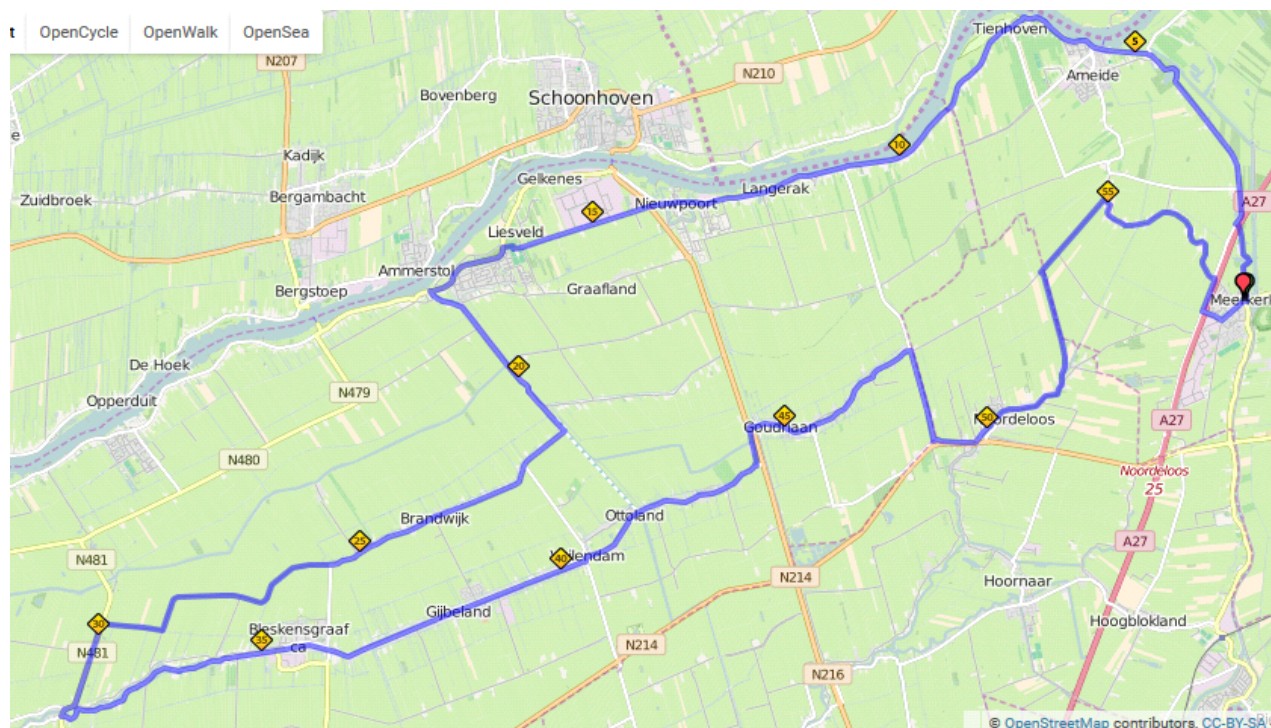 t OpenCycle OpenWalk OpenSea
Tienhoven
5
N207
N210
Ameide
Bovenberg
Schoonhoven
e
10
Kadijk
Gelkenes
Langerak
55
Zuidbroek
Bergambacht
Nieuwpoort
A27
15
Liesveld
Ammerstol
Bergstoep
Graafland
De Hoek
20
N479
Opperduit
45
Goudriaan
50
A27
N480
Noordeloos
25
Brandwijk
Ottoland
25
A27
N481
40
N214
Hoornaar
30
Gijbeland
Hoogblokland
Bleskensgraaf
ca
35
N481
N214
N216
© OpenStreetMap contributors, CC-BY-SA